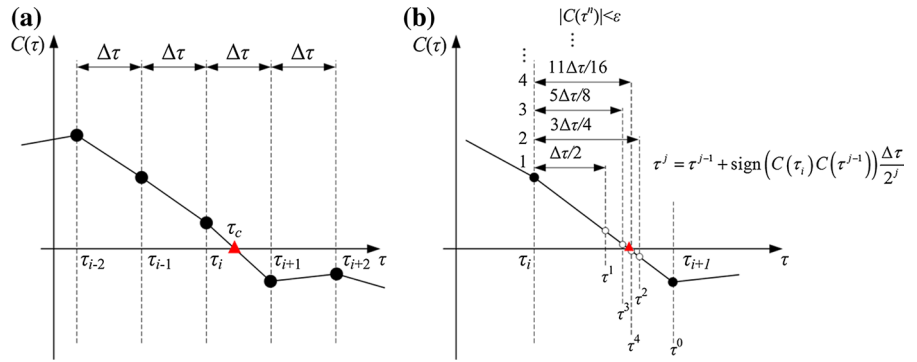 (a)
C(τ)
Δτ Δτ Δτ Δτ
τc
τi-2 τi-1 τi τi+1 τi+2 τ
(b)
|C(τⁿ)|<ε
C(τ)
⋮ ⋮
4 11Δτ/16
3 5Δτ/8
2 3Δτ/4
1 Δτ/2
τʲ = τʲ⁻¹ + sign(C(τi)C(τʲ⁻¹)) Δτ/2ʲ
τi τi+1 τ
τ¹ τ³ τ⁴ τ² τ⁰